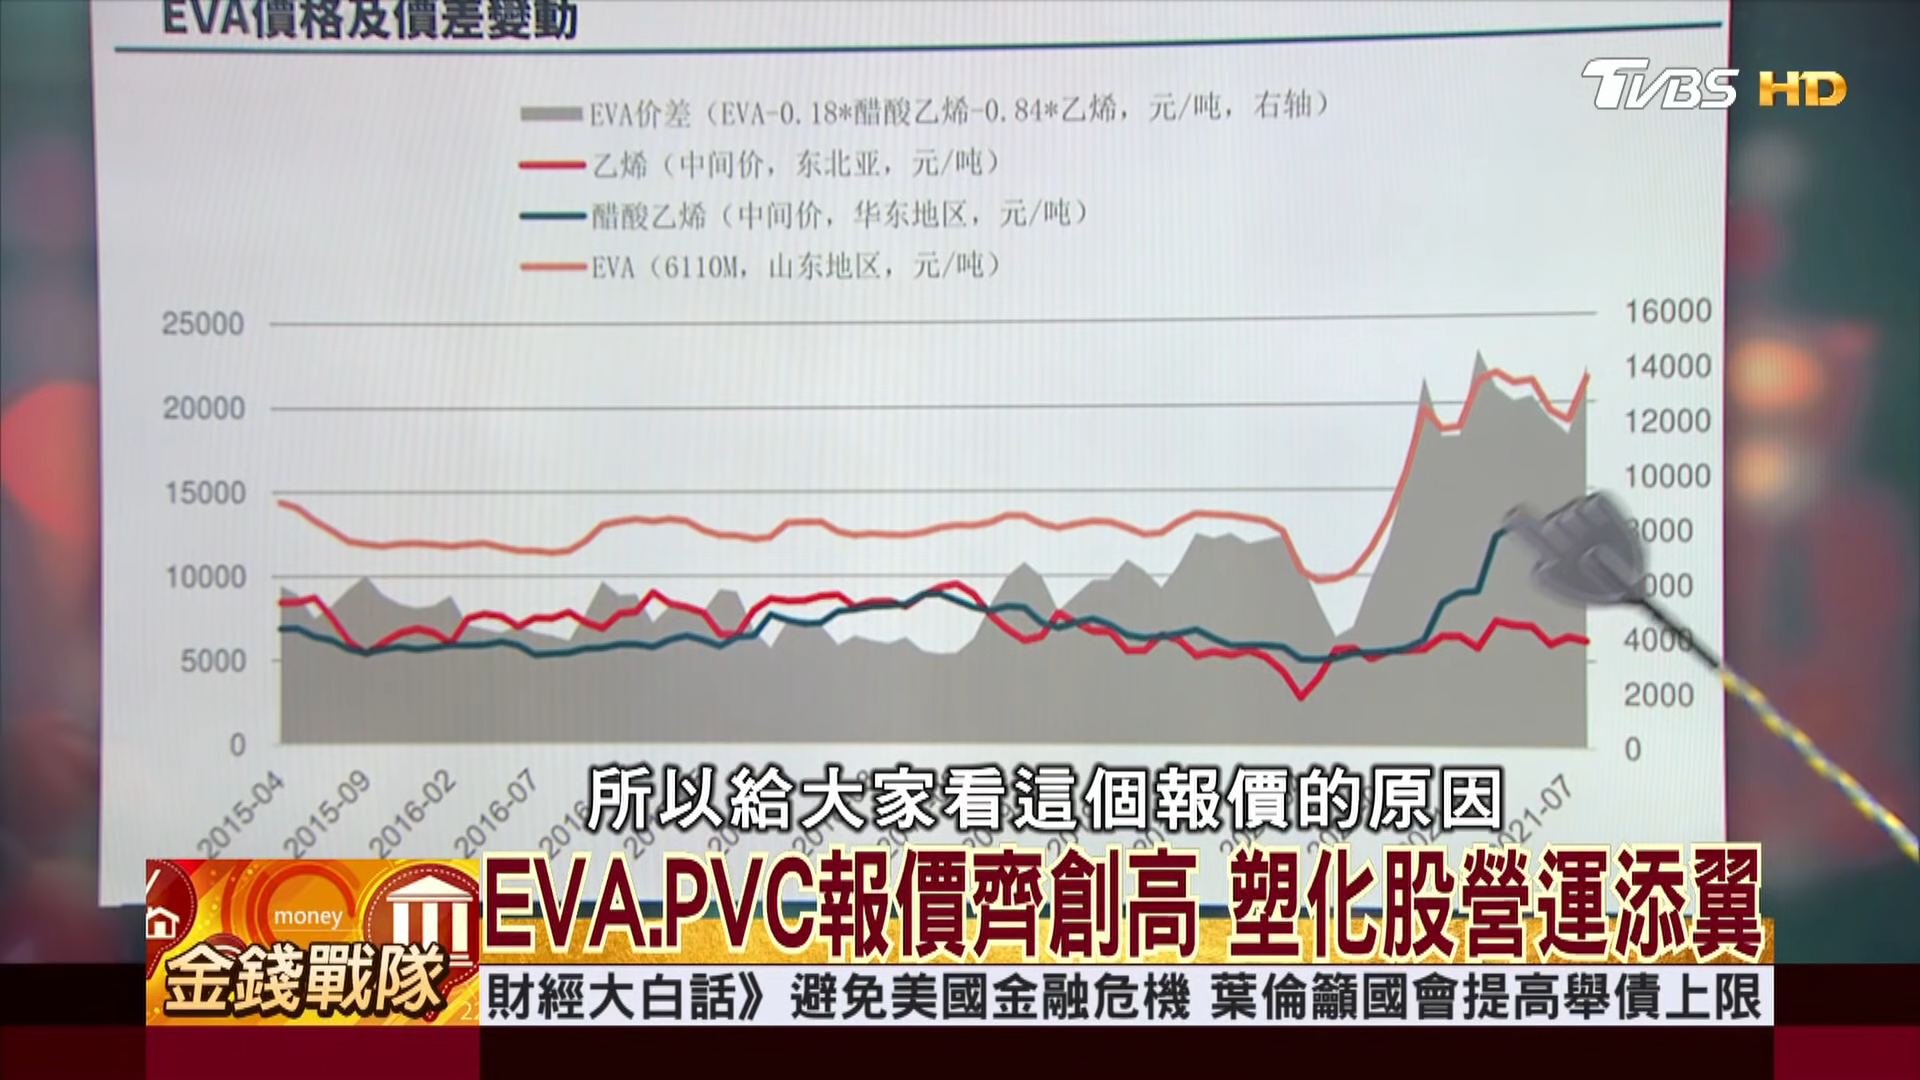 EVA價格及價差變動
TVBS HD
EVA价差（EVA-0.18*醋酸乙烯-0.84*乙烯，元/吨，右轴）
乙烯（中间价，东北亚，元/吨）
醋酸乙烯（中间价，华东地区，元/吨）
EVA（6110M，山东地区，元/吨）
25000
20000
15000
10000
5000
0
16000
14000
12000
10000
8000
6000
4000
2000
0
2015-04
2015-09
2016-02
2016-07
2021-07
所以給大家看這個報價的原因
money
金錢戰隊
EVA.PVC報價齊創高 塑化股營運添翼
財經大白話》避免美國金融危機 葉倫籲國會提高舉債上限